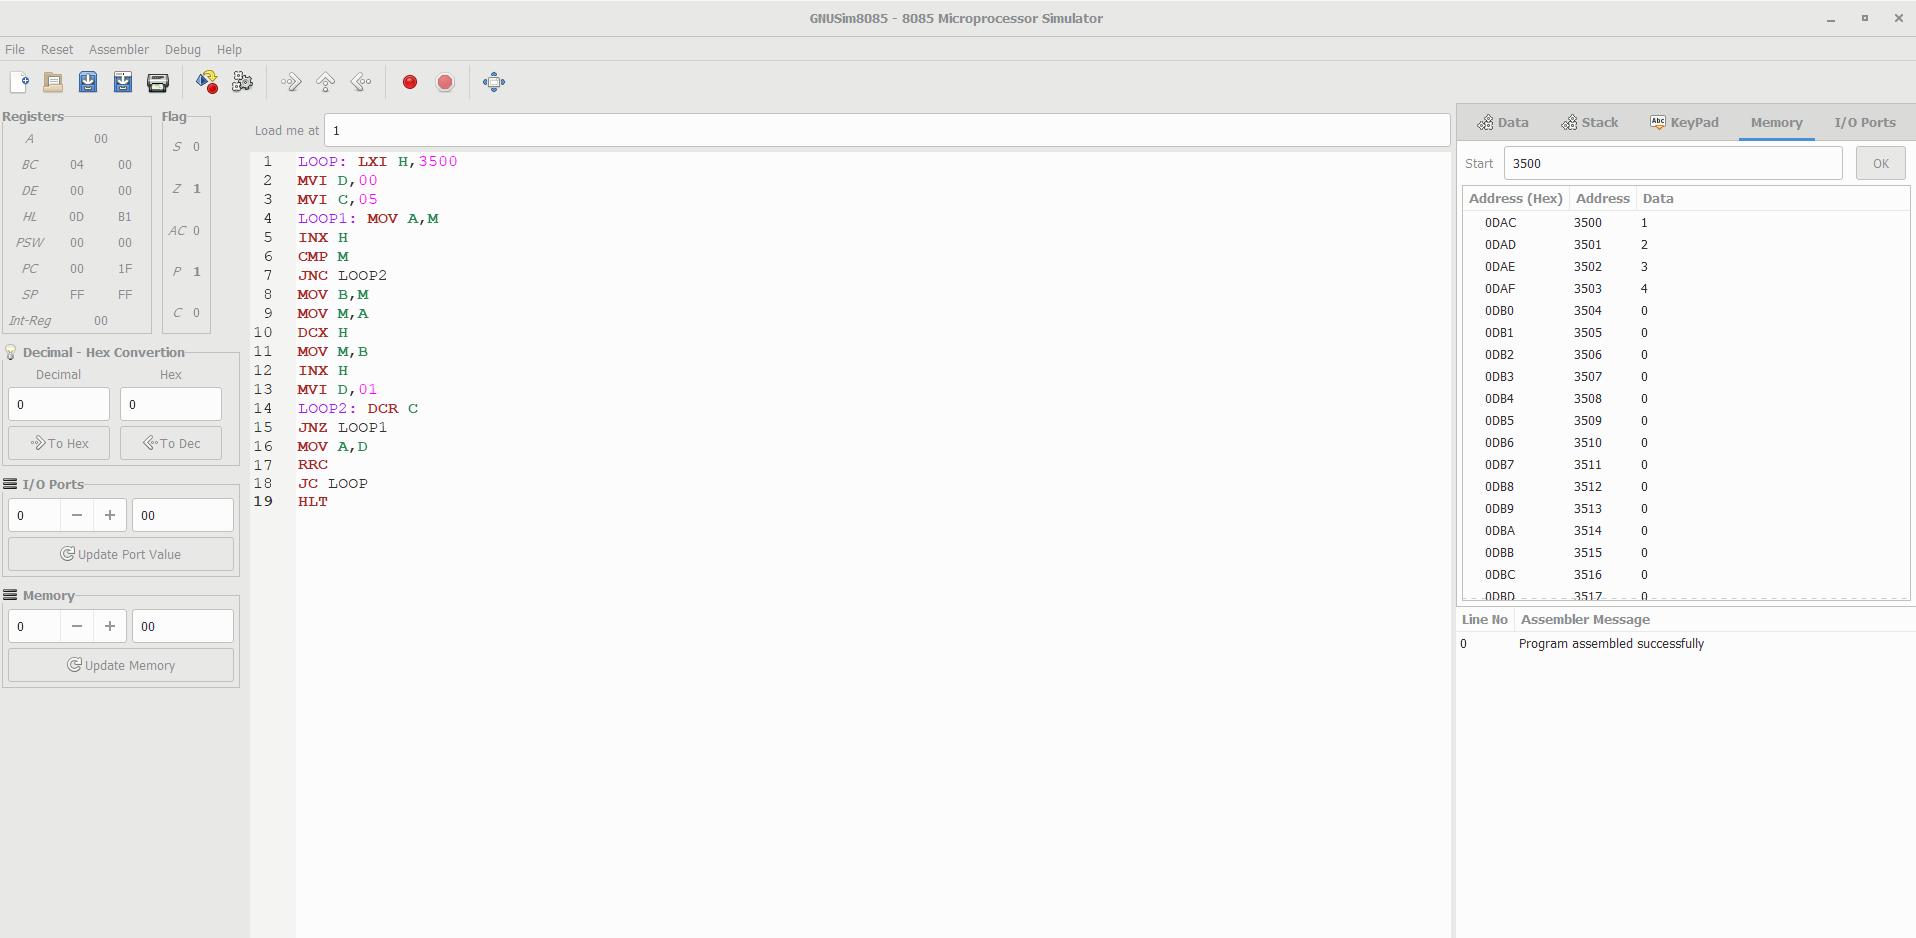 GNUSim8085 - 8085 Microprocessor Simulator
File Reset Assembler Debug Help
Registers
A 00
BC 04 00
DE 00 00
HL 0D B1
PSW 00 00
PC 00 1F
SP FF FF
Int-Reg 00
Flag
S 0
Z 1
AC 0
P 1
C 0
Decimal - Hex Convertion
Decimal Hex
0 0
To Hex To Dec
I/O Ports
0 − + 00
Update Port Value
Memory
0 − + 00
Update Memory
Load me at 1
1 LOOP: LXI H,3500
2 MVI D,00
3 MVI C,05
4 LOOP1: MOV A,M
5 INX H
6 CMP M
7 JNC LOOP2
8 MOV B,M
9 MOV M,A
10 DCX H
11 MOV M,B
12 INX H
13 MVI D,01
14 LOOP2: DCR C
15 JNZ LOOP1
16 MOV A,D
17 RRC
18 JC LOOP
19 HLT
Data Stack Abc KeyPad Memory I/O Ports
Start 3500 OK
Address (Hex) Address Data
0DAC 3500 1
0DAD 3501 2
0DAE 3502 3
0DAF 3503 4
0DB0 3504 0
0DB1 3505 0
0DB2 3506 0
0DB3 3507 0
0DB4 3508 0
0DB5 3509 0
0DB6 3510 0
0DB7 3511 0
0DB8 3512 0
0DB9 3513 0
0DBA 3514 0
0DBB 3515 0
0DBC 3516 0
0DBD 3517 0
Line No Assembler Message
0 Program assembled successfully